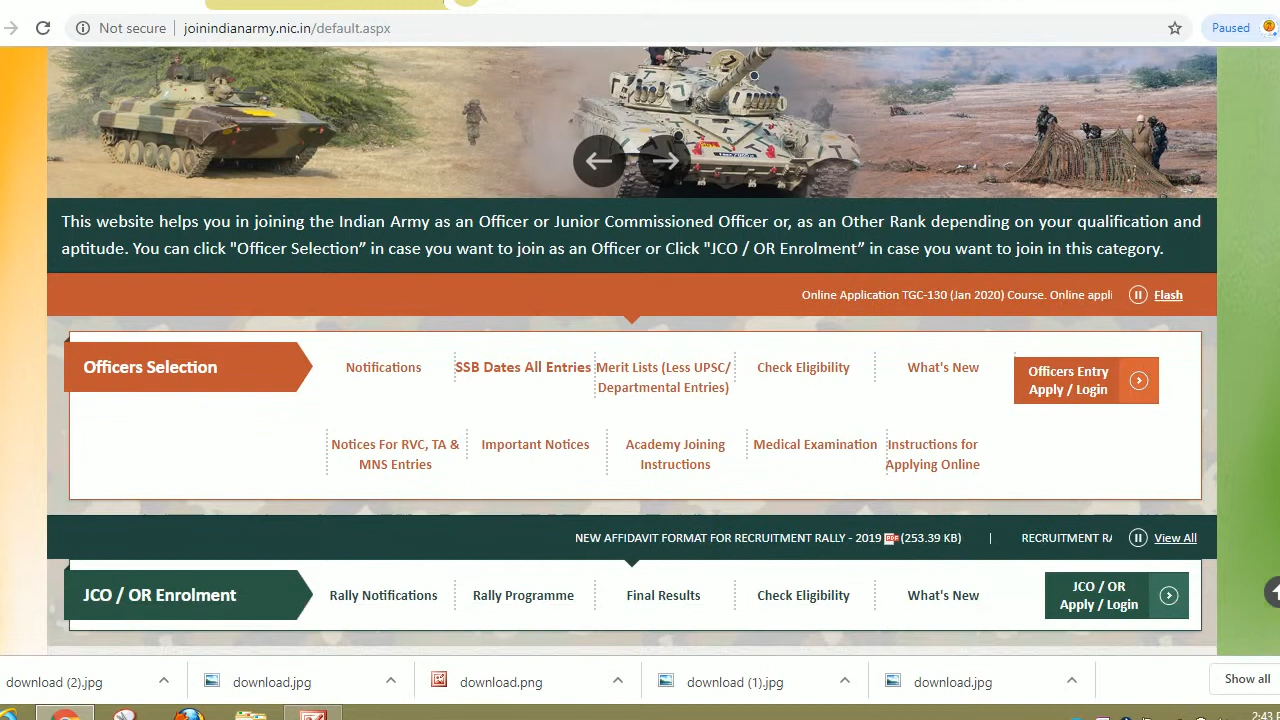 Not secure
joinindianarmy.nic.in/default.aspx
Paused
This website helps you in joining the Indian Army as an Officer or Junior Commissioned Officer or, as an Other Rank depending on your qualification and
aptitude. You can click "Officer Selection” in case you want to join as an Officer or Click "JCO / OR Enrolment” in case you want to join in this category.
Online Application TGC-130 (Jan 2020) Course. Online appli
Flash
Officers Selection
Notifications
SSB Dates All Entries
Merit Lists (Less UPSC/
Departmental Entries)
Check Eligibility
What's New
Officers Entry
Apply / Login
Notices For RVC, TA &
MNS Entries
Important Notices
Academy Joining
Instructions
Medical Examination
Instructions for
Applying Online
NEW AFFIDAVIT FORMAT FOR RECRUITMENT RALLY - 2019 PDF (253.39 KB) | RECRUITMENT RA
View All
JCO / OR Enrolment
Rally Notifications
Rally Programme
Final Results
Check Eligibility
What's New
JCO / OR
Apply / Login
download (2).jpg
download.jpg
download.png
download (1).jpg
download.jpg
Show all
2:43 P